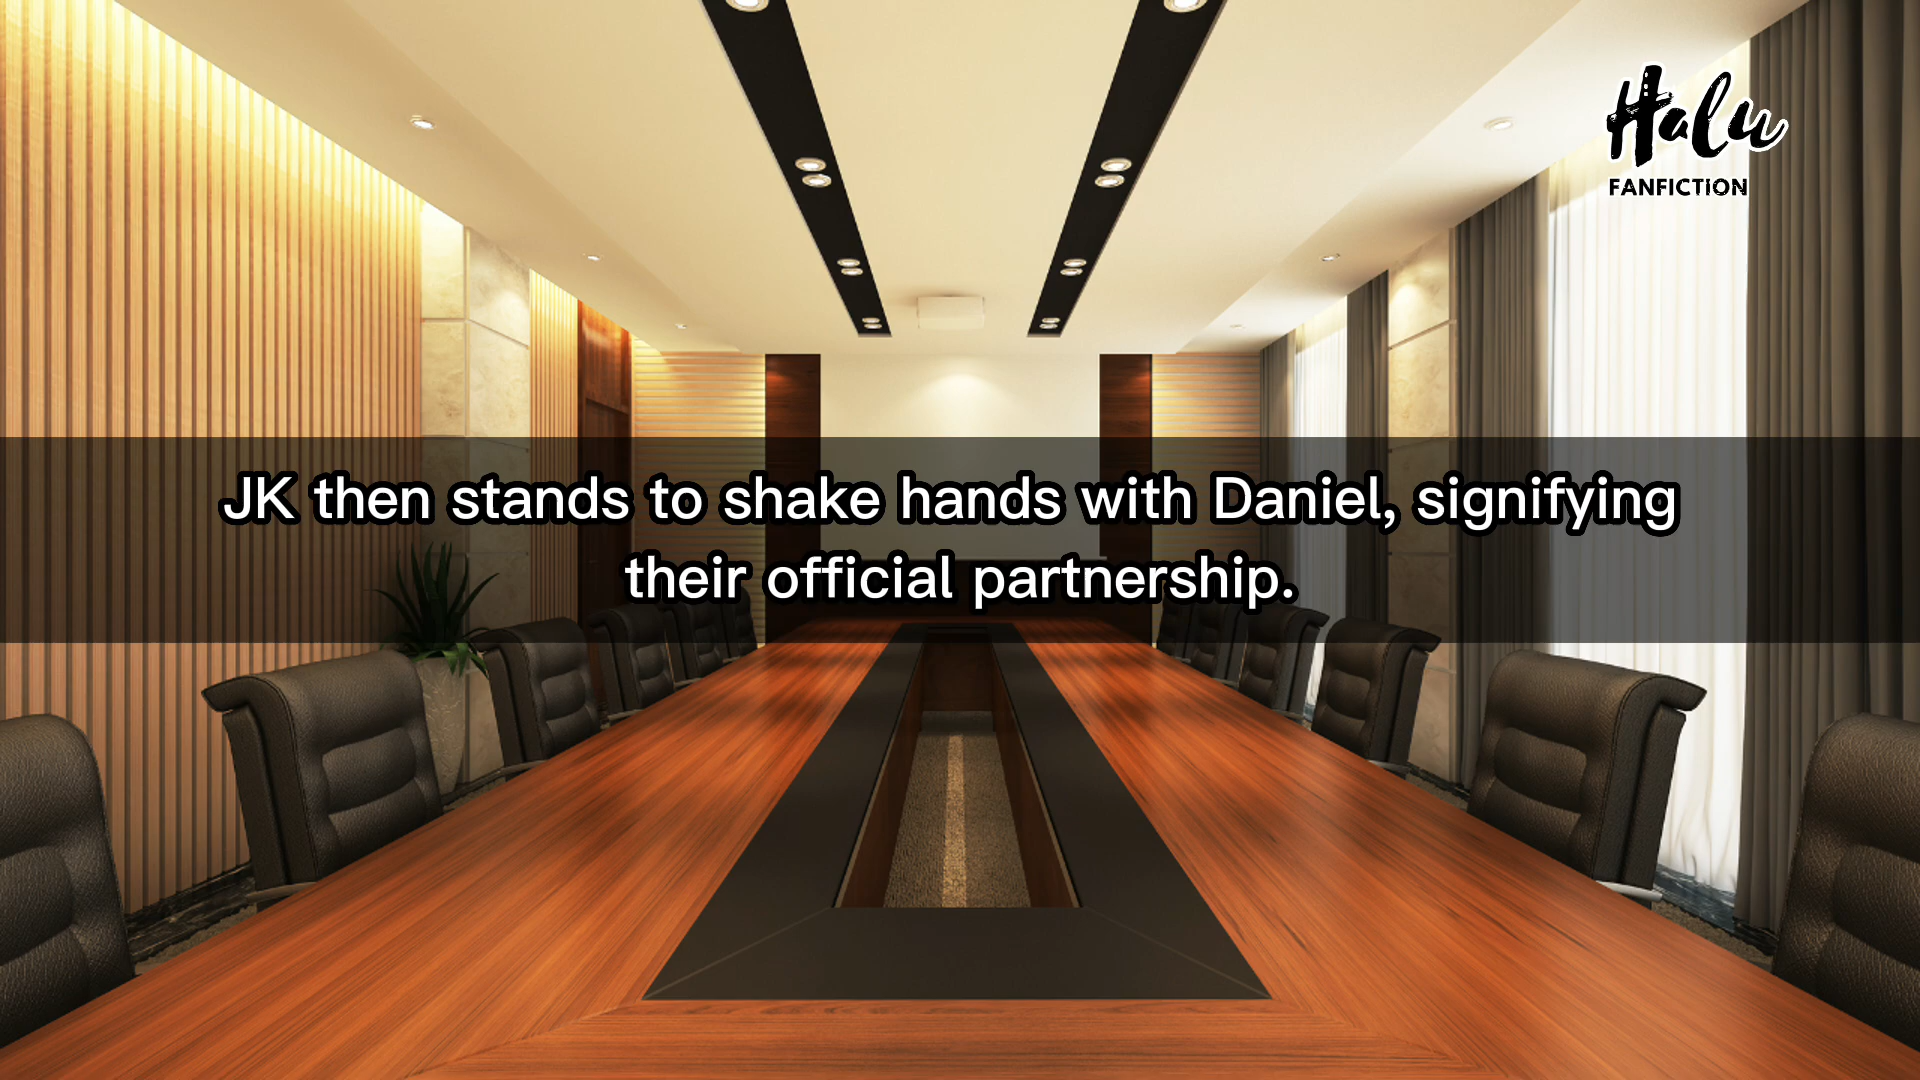 Halu
FANFICTION
JK then stands to shake hands with Daniel, signifying
their official partnership.